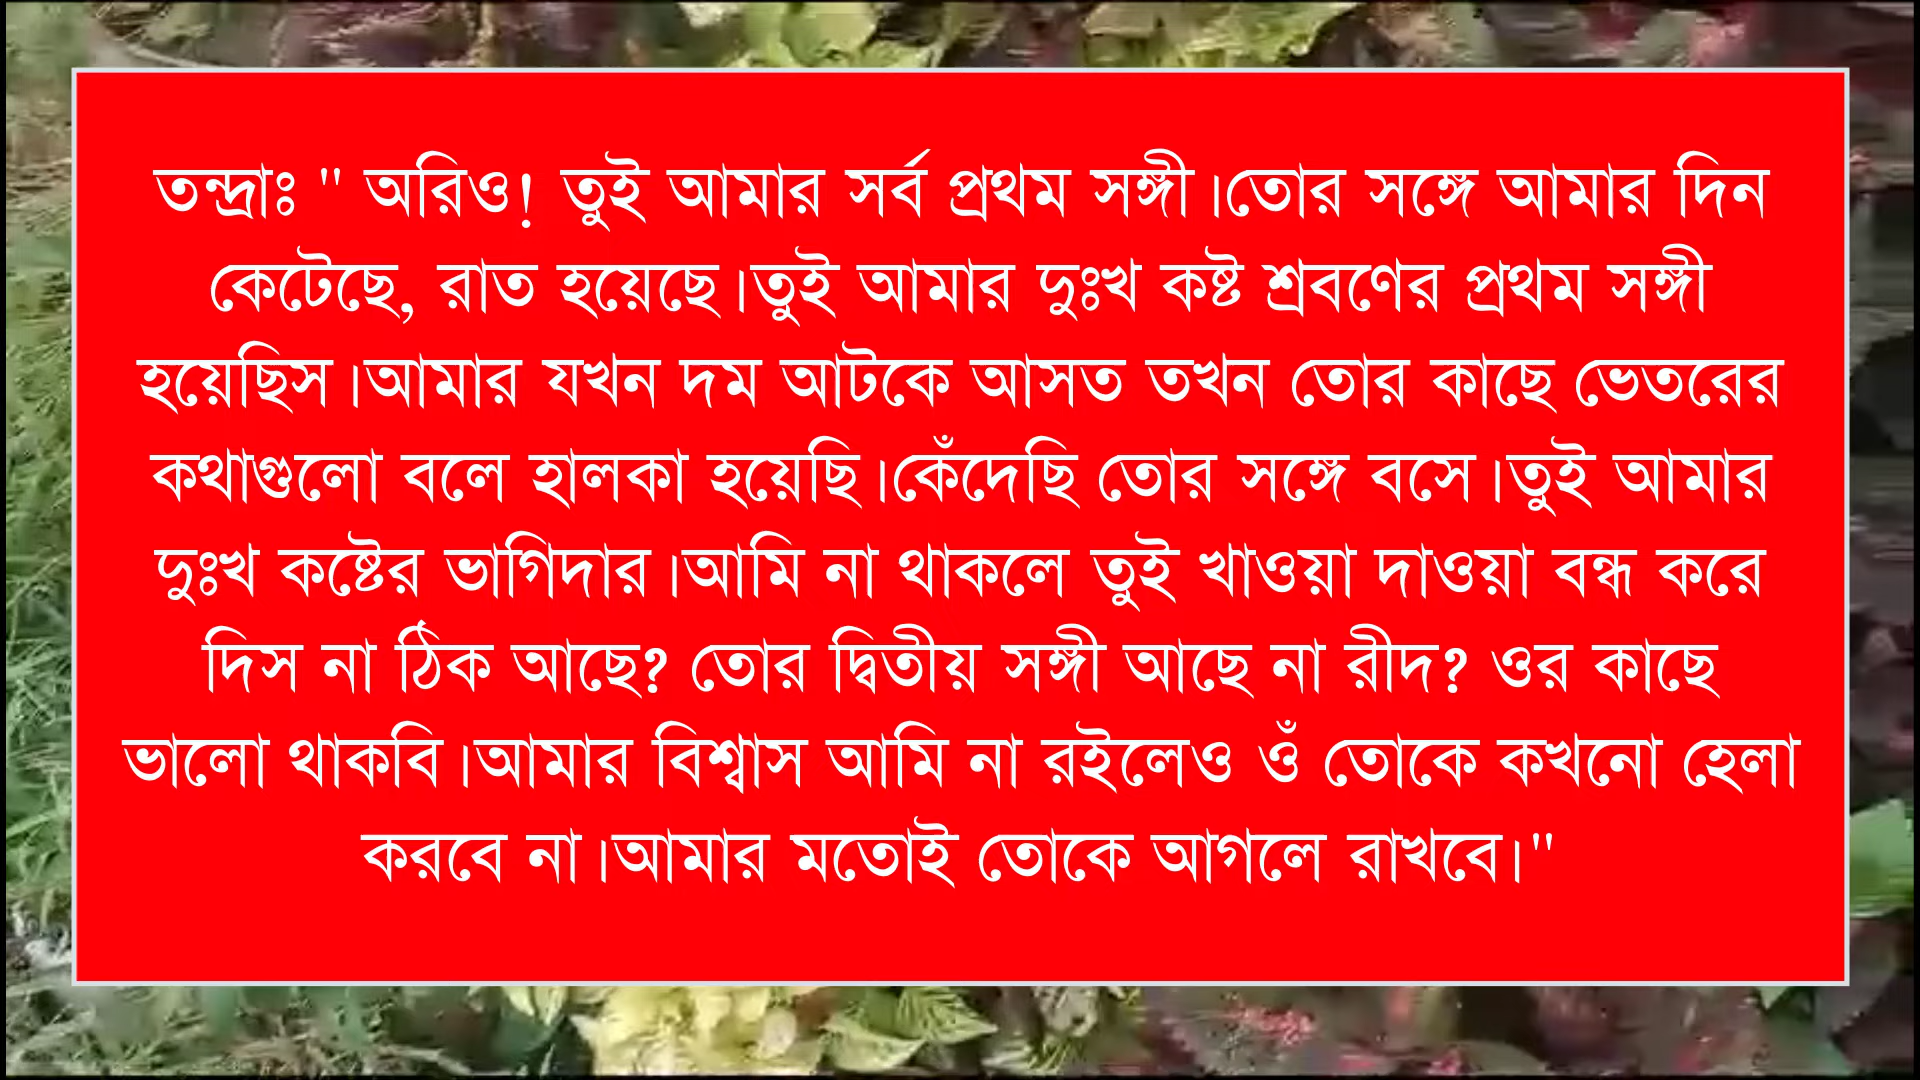 তন্দ্রাঃ " অরিও! তুই আমার সর্ব প্রথম সঙ্গী।তোর সঙ্গে আমার দিন
কেটেছে, রাত হয়েছে।তুই আমার দুঃখ কষ্ট শ্রবণের প্রথম সঙ্গী
হয়েছিস।আমার যখন দম আটকে আসত তখন তোর কাছে ভেতরের
কথাগুলো বলে হালকা হয়েছি।কেঁদেছি তোর সঙ্গে বসে।তুই আমার
দুঃখ কষ্টের ভাগিদার।আমি না থাকলে তুই খাওয়া দাওয়া বন্ধ করে
দিস না ঠিক আছে? তোর দ্বিতীয় সঙ্গী আছে না রীদ? ওর কাছে
ভালো থাকবি।আমার বিশ্বাস আমি না রইলেও ওঁ তোকে কখনো হেলা
করবে না।আমার মতোই তোকে আগলে রাখবে।"